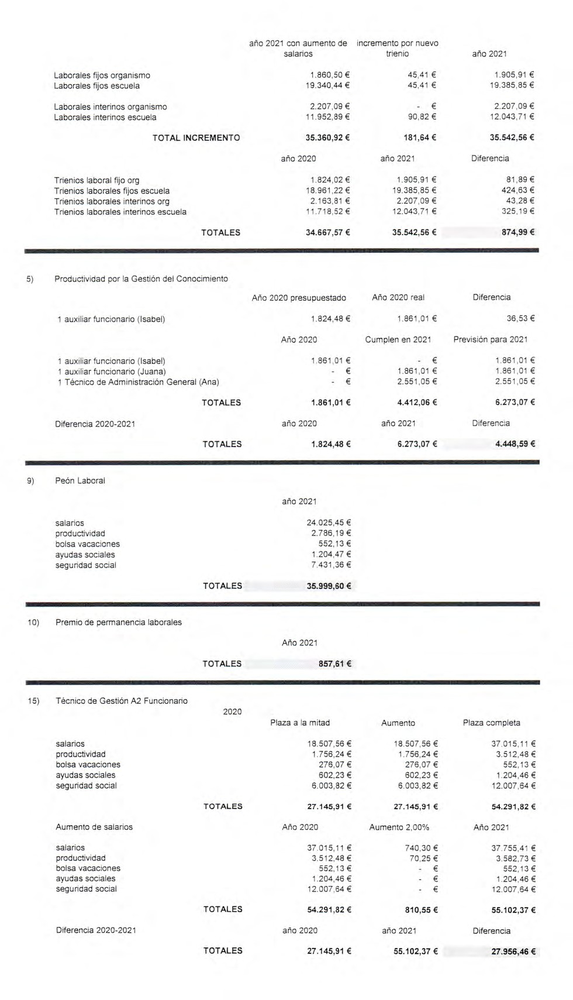 año 2021 con aumento de salarios incremento por nuevo trienio año 2021
Laborales fijos organismo 1.860,50 € 45,41 € 1.905,91 €
Laborales fijos escuela 19.340,44 € 45,41 € 19.385,85 €
Laborales interinos organismo 2.207,09 € - € 2.207,09 €
Laborales interinos escuela 11.952,89 € 90,82 € 12.043,71 €
TOTAL INCREMENTO 35.360,92 € 181,64 € 35.542,56 €
año 2020 año 2021 Diferencia
Trienios laboral fijo org 1.824,02 € 1.905,91 € 81,89 €
Trienios laborales fijos escuela 18.961,22 € 19.385,85 € 424,63 €
Trienios laborales interinos org 2.163,81 € 2.207,09 € 43,28 €
Trienios laborales interinos escuela 11.718,52 € 12.043,71 € 325,19 €
TOTALES 34.667,57 € 35.542,56 € 874,99 €
5) Productividad por la Gestión del Conocimiento
Año 2020 presupuestado Año 2020 real Diferencia
1 auxiliar funcionario (Isabel) 1.824,48 € 1.861,01 € 36,53 €
Año 2020 Cumplen en 2021 Previsión para 2021
1 auxiliar funcionario (Isabel) 1.861,01 € - € 1.861,01 €
1 auxiliar funcionario (Juana) - € 1.861,01 € 1.861,01 €
1 Técnico de Administración General (Ana) - € 2.551,05 € 2.551,05 €
TOTALES 1.861,01 € 4.412,06 € 6.273,07 €
Diferencia 2020-2021 año 2020 año 2021 Diferencia
TOTALES 1.824,48 € 6.273,07 € 4.448,59 €
9) Peón Laboral
año 2021
salarios 24.025,45 €
productividad 2.786,19 €
bolsa vacaciones 552,13 €
ayudas sociales 1.204,47 €
seguridad social 7.431,36 €
TOTALES 35.999,60 €
10) Premio de permanencia laborales
Año 2021
TOTALES 857,61 €
15) Técnico de Gestión A2 Funcionario
2020
Plaza a la mitad Aumento Plaza completa
salarios 18.507,56 € 18.507,56 € 37.015,11 €
productividad 1.756,24 € 1.756,24 € 3.512,48 €
bolsa vacaciones 276,07 € 276,07 € 552,13 €
ayudas sociales 602,23 € 602,23 € 1.204,46 €
seguridad social 6.003,82 € 6.003,82 € 12.007,64 €
TOTALES 27.145,91 € 27.145,91 € 54.291,82 €
Aumento de salarios Año 2020 Aumento 2,00% Año 2021
salarios 37.015,11 € 740,30 € 37.755,41 €
productividad 3.512,48 € 70,25 € 3.582,73 €
bolsa vacaciones 552,13 € - € 552,13 €
ayudas sociales 1.204,46 € - € 1.204,46 €
seguridad social 12.007,64 € - € 12.007,64 €
TOTALES 54.291,82 € 810,55 € 55.102,37 €
Diferencia 2020-2021 año 2020 año 2021 Diferencia
TOTALES 27.145,91 € 55.102,37 € 27.956,46 €